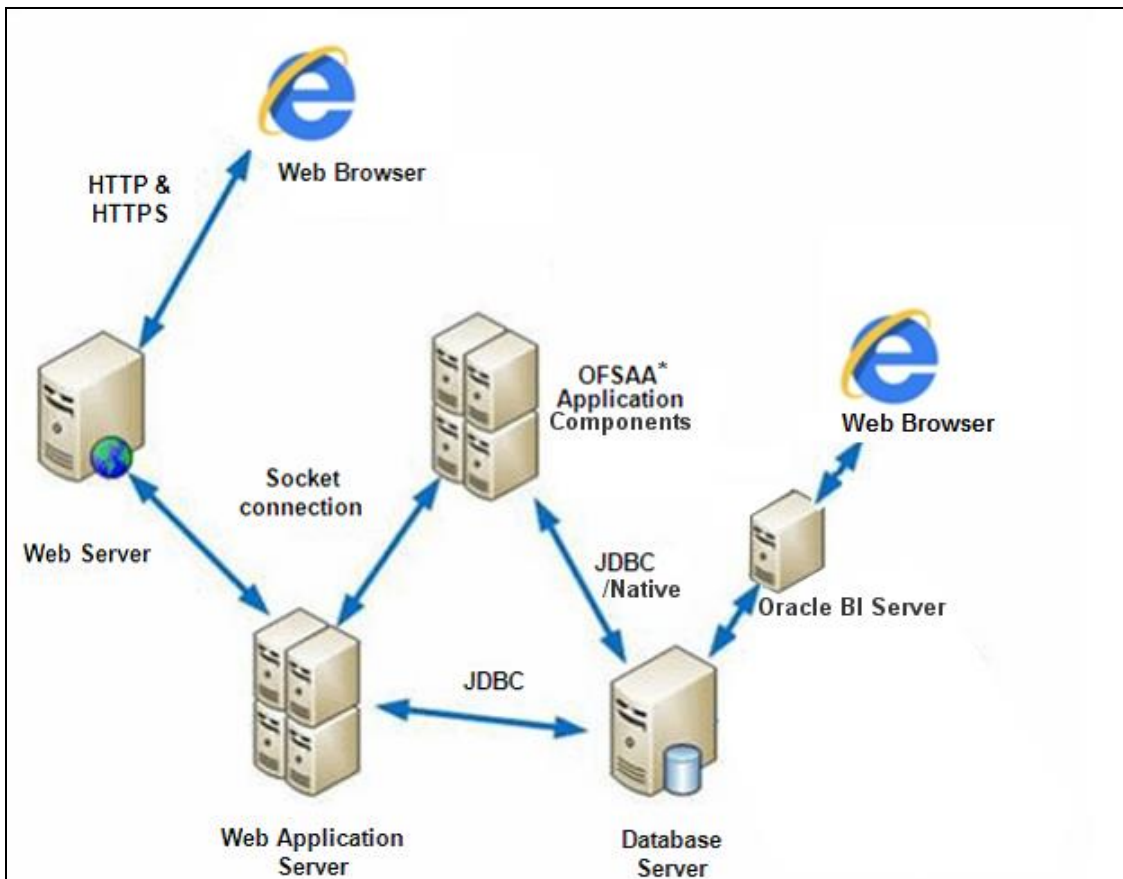 Web Browser
HTTP &
HTTPS
OFSAA*
Application
Components
Web Browser
Socket
connection
Web Server
JDBC
/Native
Oracle BI Server
JDBC
Web Application
Server
Database
Server